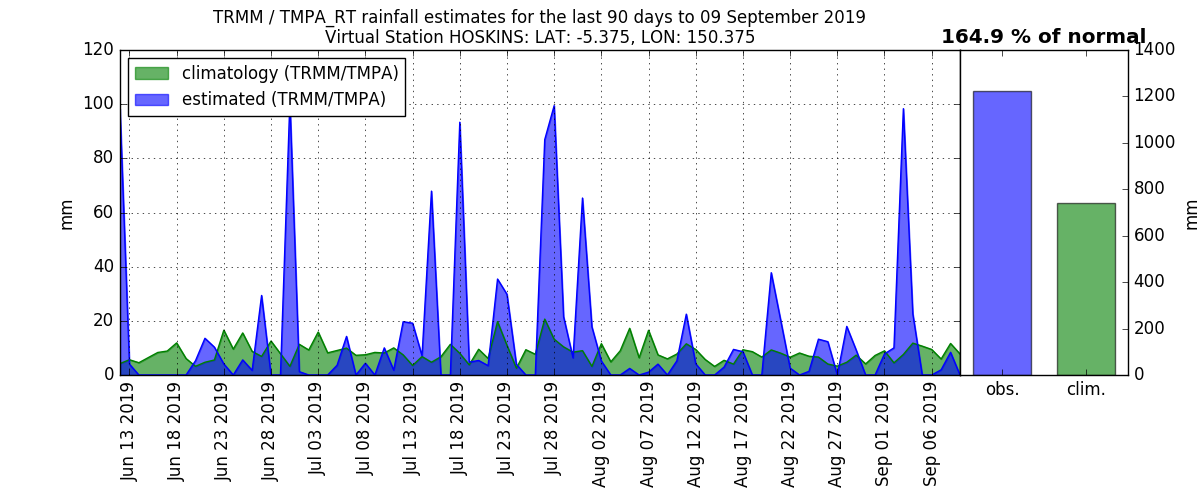 TRMM / TMPA_RT rainfall estimates for the last 90 days to 09 September 2019
Virtual Station HOSKINS: LAT: -5.375, LON: 150.375
164.9 % of normal
climatology (TRMM/TMPA)
estimated (TRMM/TMPA)
mm
120
100
80
60
40
20
0
Jun 13 2019
Jun 18 2019
Jun 23 2019
Jun 28 2019
Jul 03 2019
Jul 08 2019
Jul 13 2019
Jul 18 2019
Jul 23 2019
Jul 28 2019
Aug 02 2019
Aug 07 2019
Aug 12 2019
Aug 17 2019
Aug 22 2019
Aug 27 2019
Sep 01 2019
Sep 06 2019
obs.
clim.
1400
1200
1000
800
600
400
200
0
mm